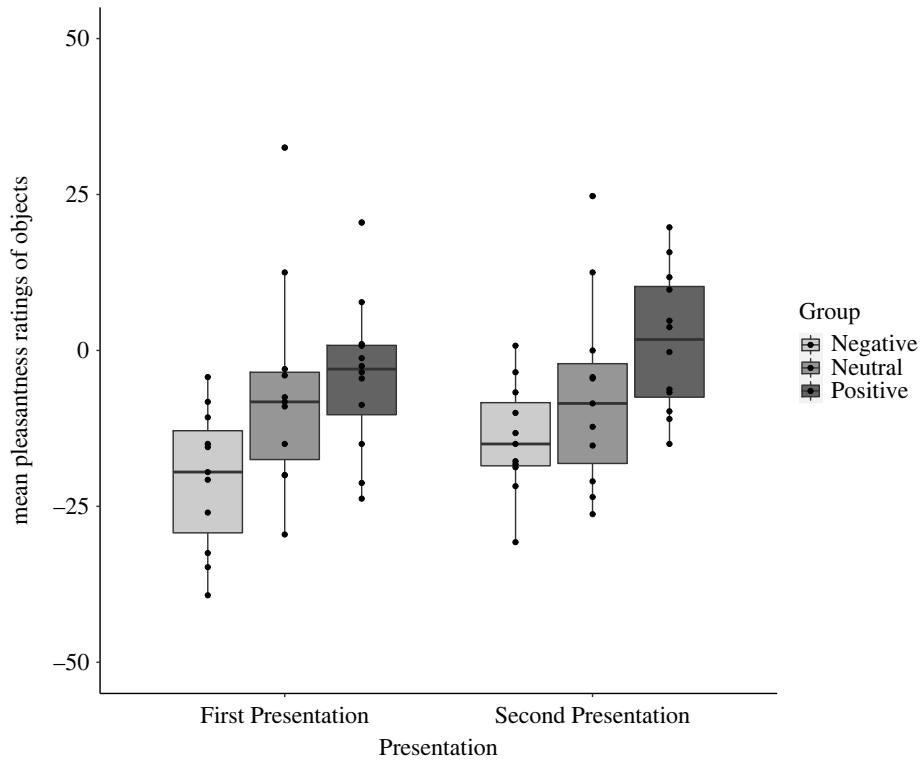 mean pleasantness ratings of objects
50
25
0
–25
–50
First Presentation
Second Presentation
Presentation
Group
Negative
Neutral
Positive